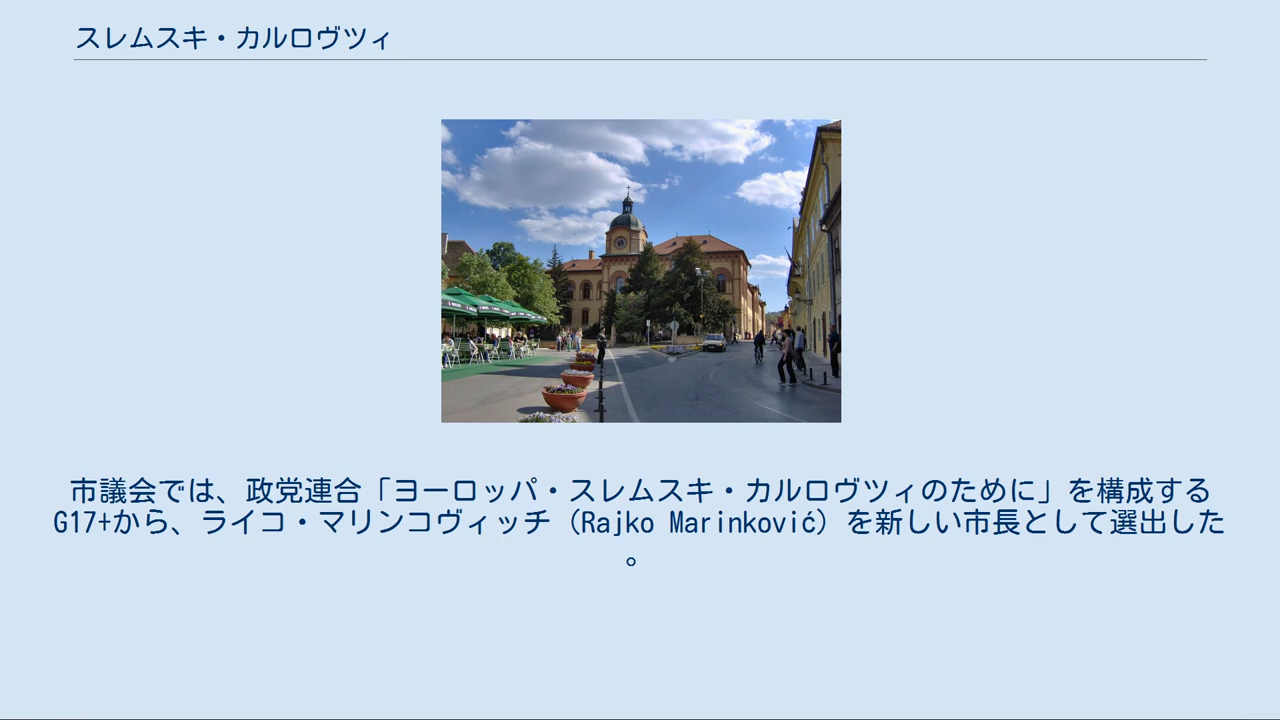 スレムスキ・カルロヴツィ
市議会では、政党連合「ヨーロッパ・スレムスキ・カルロヴツィのために」を構成する
G17+から、ライコ・マリンコヴィッチ（Rajko Marinković）を新しい市長として選出した
。